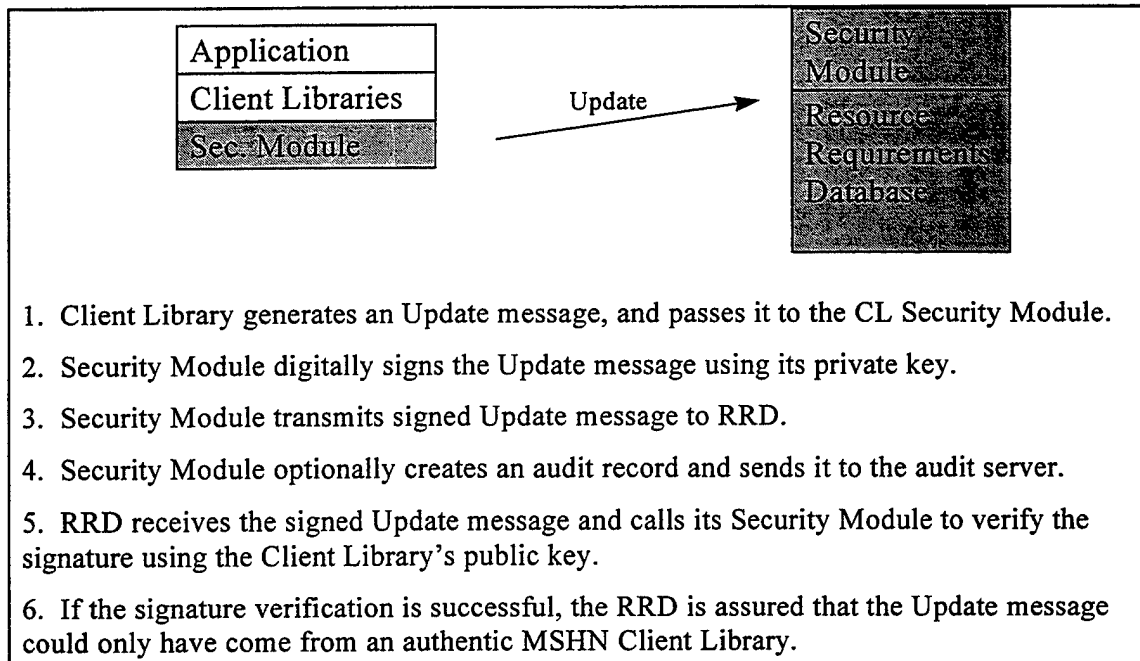 Application
Client Libraries
Sec. Module
Update
Security
Module
Resource
Requirements
Database
1. Client Library generates an Update message, and passes it to the CL Security Module.
2. Security Module digitally signs the Update message using its private key.
3. Security Module transmits signed Update message to RRD.
4. Security Module optionally creates an audit record and sends it to the audit server.
5. RRD receives the signed Update message and calls its Security Module to verify the
signature using the Client Library's public key.
6. If the signature verification is successful, the RRD is assured that the Update message
could only have come from an authentic MSHN Client Library.